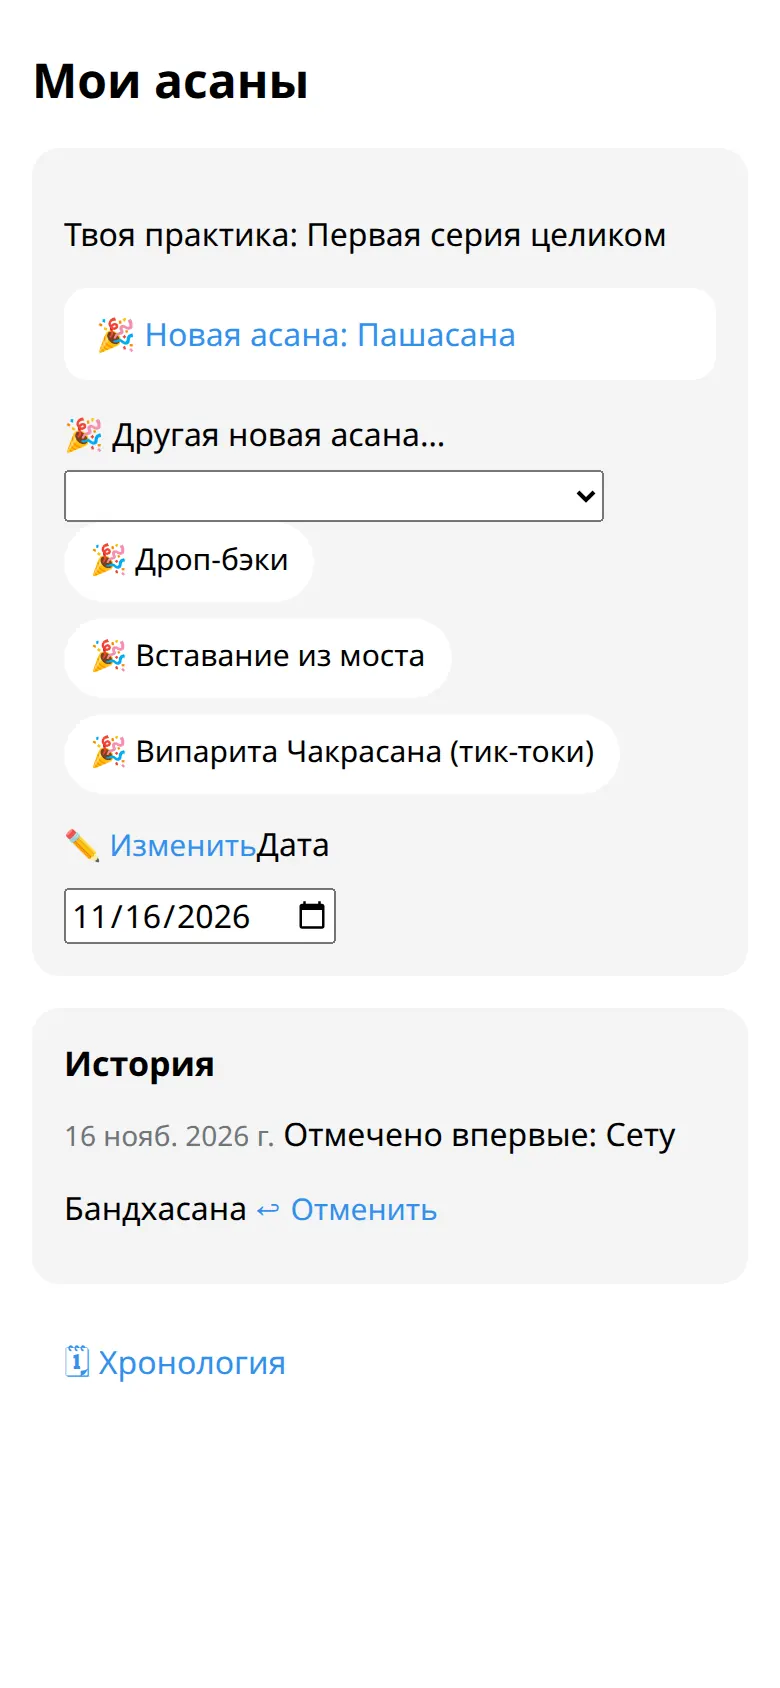 Мои асаны
Твоя практика: Первая серия целиком
🎉 Новая асана: Пашасана
🎉 Другая новая асана...
🎉 Дроп-бэки
🎉 Вставание из моста
🎉 Випарита Чакрасана (тик-токи)
✏️ ИзменитьДата
11/16/2026
История
16 нояб. 2026 г. Отмечено впервые: Сету
Бандхасана ↩ Отменить
🗓 Хронология